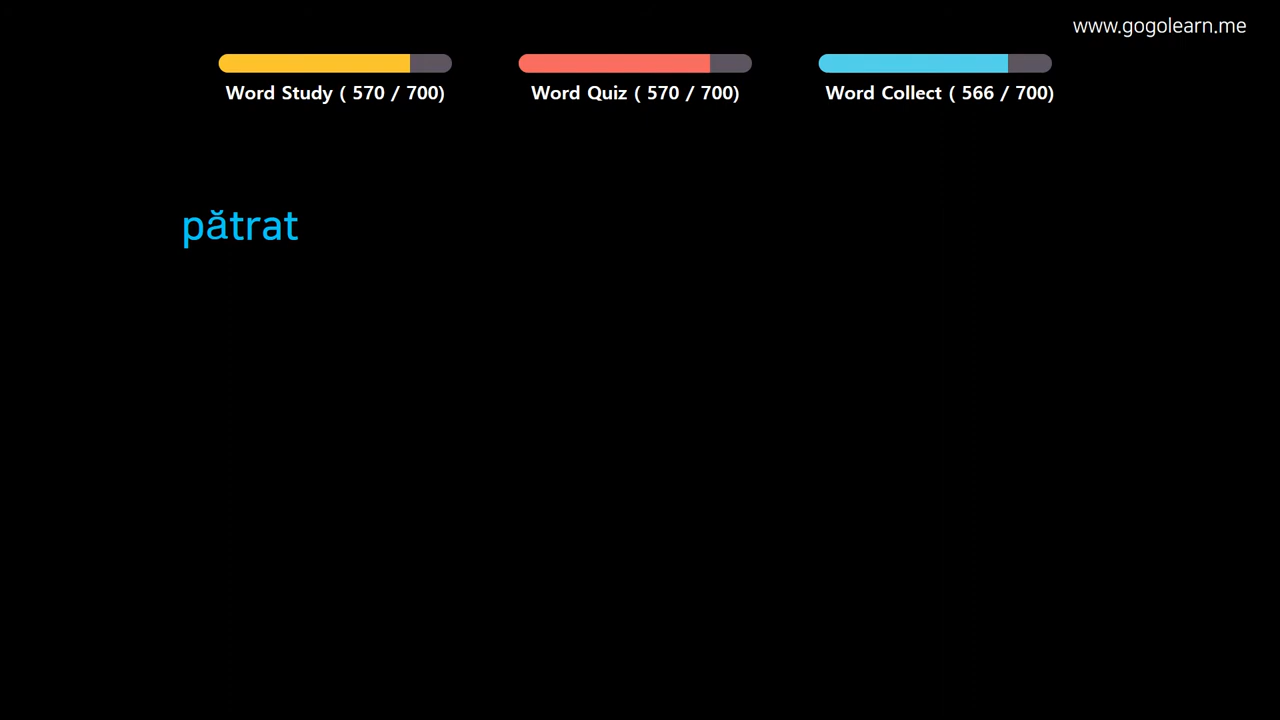 www.gogolearn.me
Word Study ( 570 / 700)
Word Quiz ( 570 / 700)
Word Collect ( 566 / 700)
pătrat